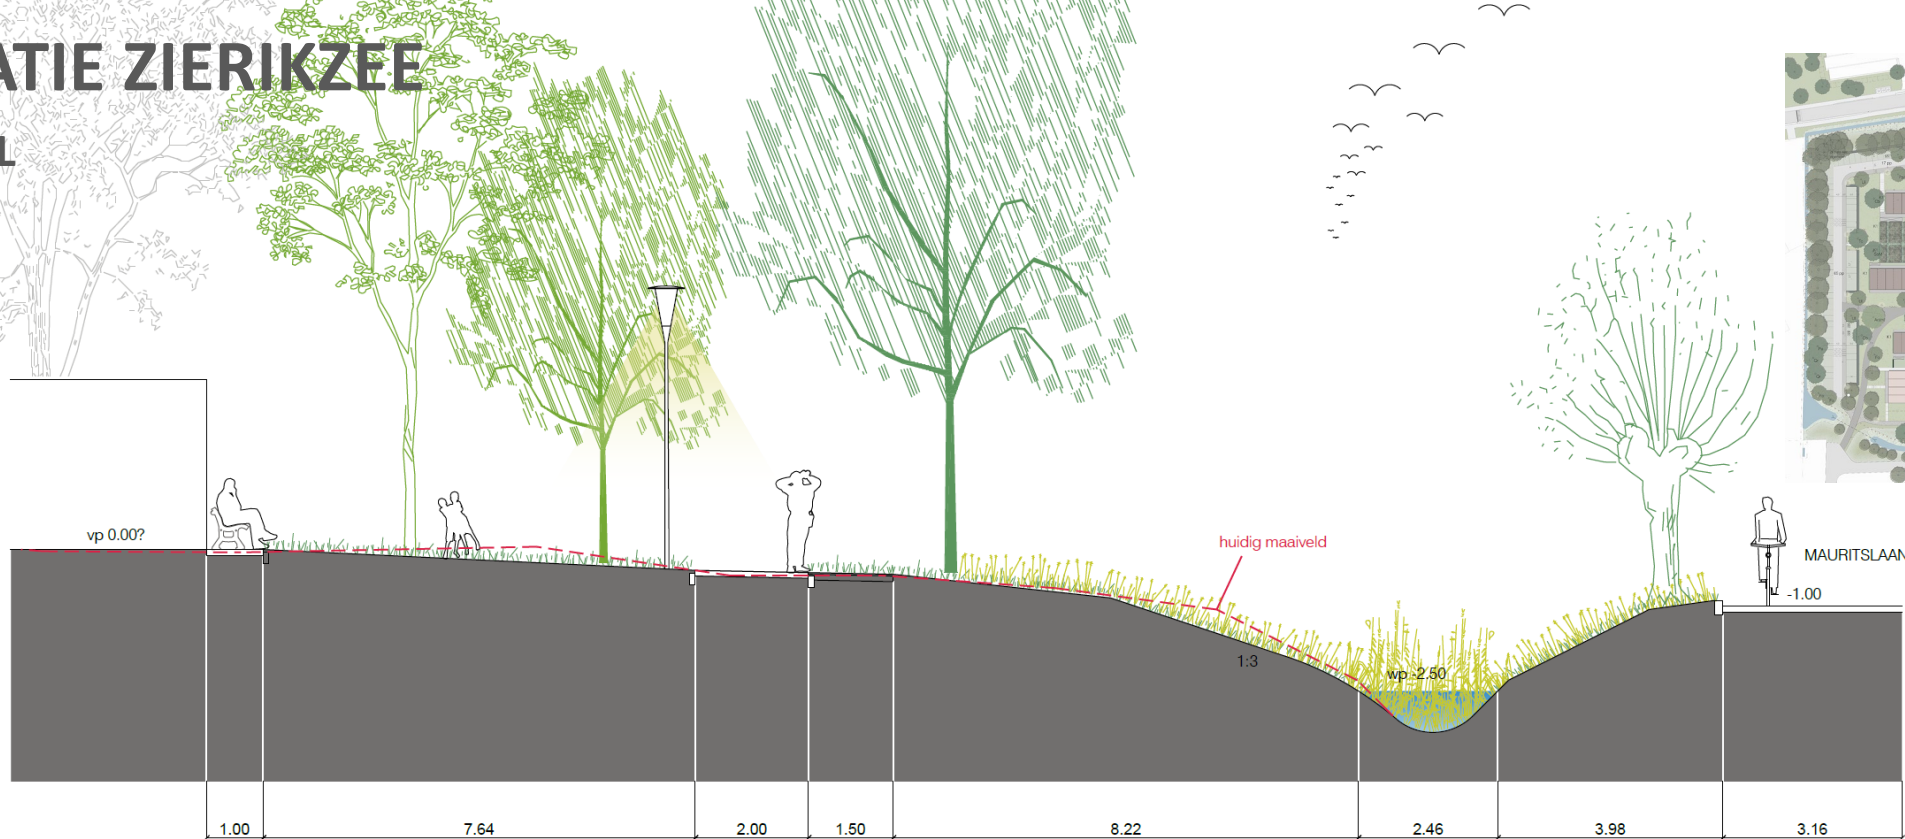 ATIE ZIERIKZEE
L
vp 0.00?
huidig maaiveld
MAURITSLAAN
-1.00
1:3
wp -2.50
1.00 7.64 2.00 1.50 8.22 2.46 3.98 3.16